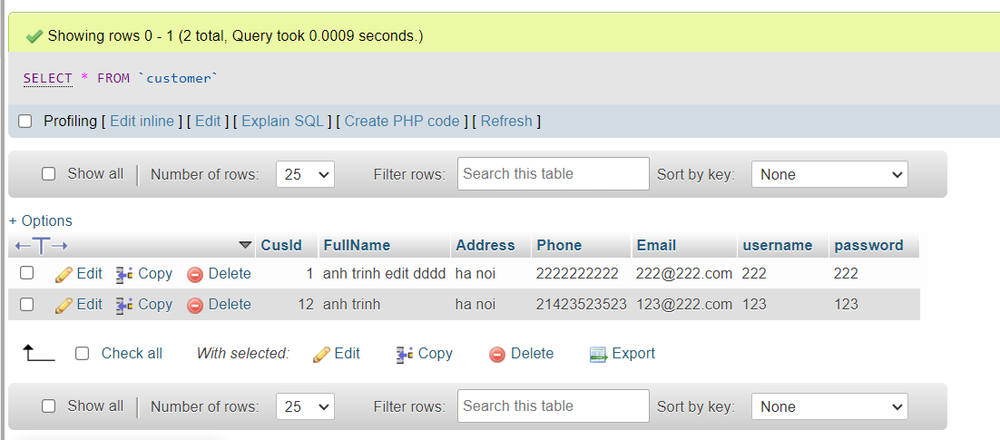 Showing rows 0 - 1 (2 total, Query took 0.0009 seconds.)
SELECT * FROM `customer`
Profiling [ Edit inline ] [ Edit ] [ Explain SQL ] [ Create PHP code ] [ Refresh ]
Show all Number of rows: 25 Filter rows: Search this table Sort by key: None
+ Options
←T→ CusId FullName Address Phone Email username password
Edit Copy Delete 1 anh trinh edit dddd ha noi 2222222222 222@222.com 222 222
Edit Copy Delete 12 anh trinh ha noi 21423523523 123@222.com 123 123
Check all With selected: Edit Copy Delete Export
Show all Number of rows: 25 Filter rows: Search this table Sort by key: None